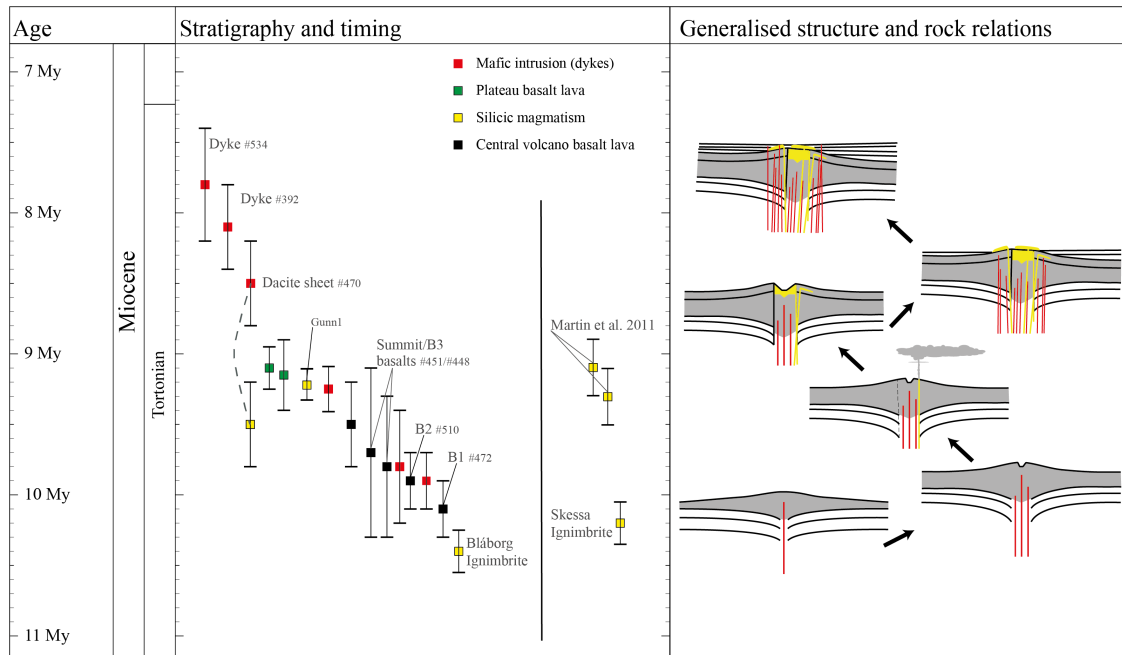 Age
Stratigraphy and timing
Generalised structure and rock relations
7 My
8 My
9 My
10 My
11 My
Miocene
Tortonian
Mafic intrusion (dykes)
Plateau basalt lava
Silicic magmatism
Central volcano basalt lava
Dyke #534
Dyke #392
Dacite sheet #470
Gunn1
Summit/B3
basalts #451/#448
B2 #510
B1 #472
Bláborg
Ignimbrite
Martin et al. 2011
Skessa
Ignimbrite